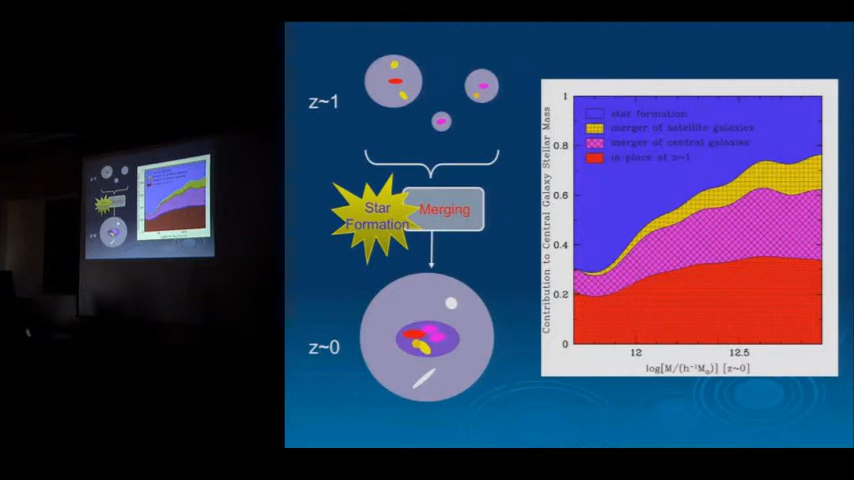 z~1
Star
Formation
Merging
z~0
Contribution to Central Galaxy Stellar Mass
1
0.8
0.6
0.4
0.2
0
star formation
merger of satellite galaxies
merger of central galaxies
in-place at z~1
12
12.5
log[M/(h⁻¹M⊙)] [z~0]